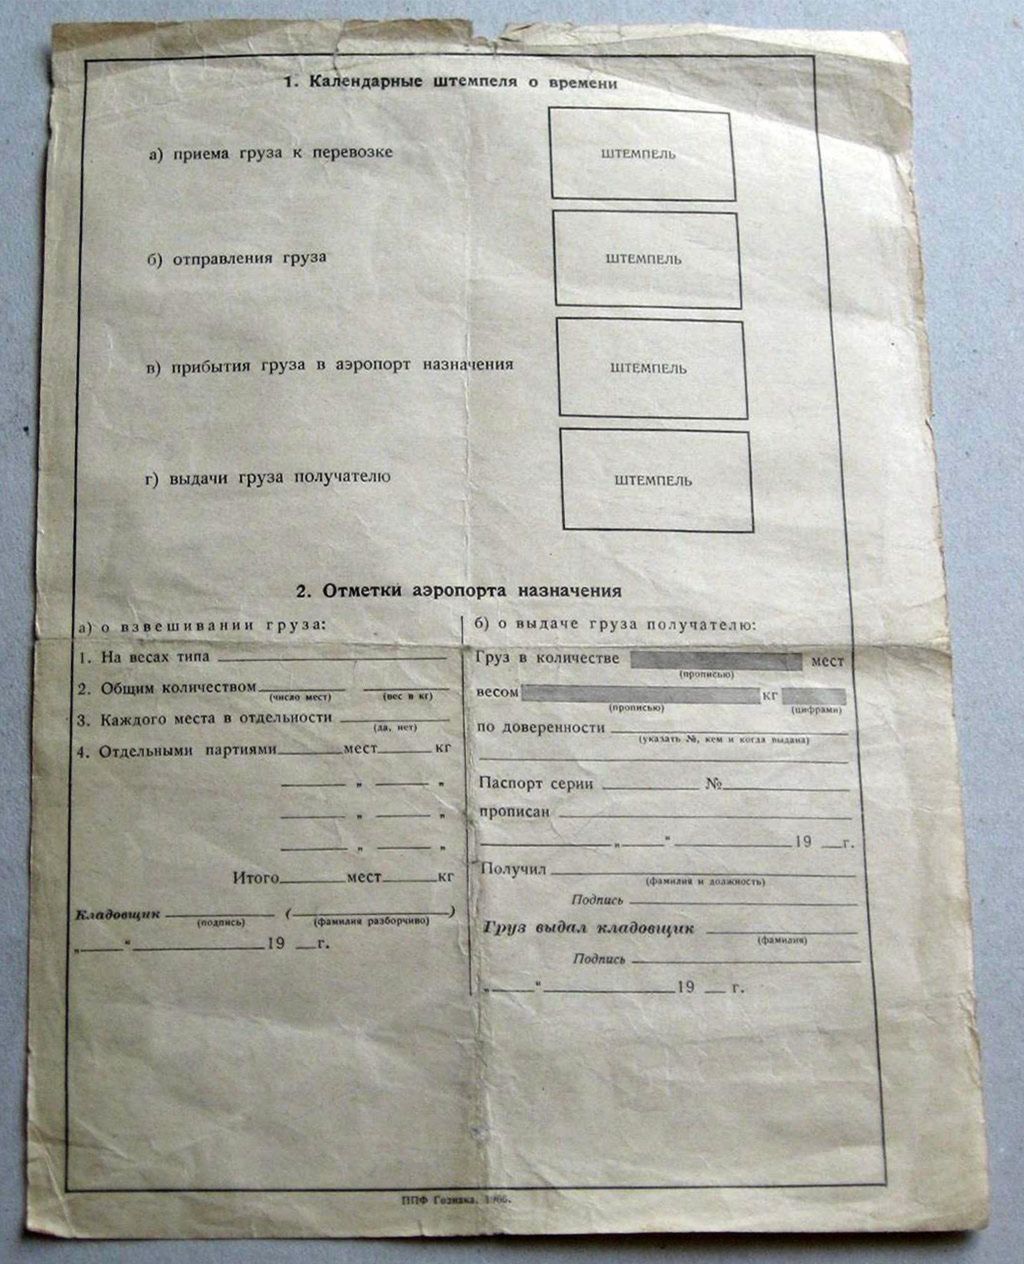 1. Календарные штемпеля о времени
а) приема груза к перевозке
ШТЕМПЕЛЬ
б) отправления груза
ШТЕМПЕЛЬ
в) прибытия груза в аэропорт назначения
ШТЕМПЕЛЬ
г) выдачи груза получателю
ШТЕМПЕЛЬ
2. Отметки аэропорта назначения
а) о взвешивании груза:
1. На весах типа
2. Общим количеством
(число мест) (вес в кг)
3. Каждого места в отдельности
(да, нет)
4. Отдельными партиями мест кг
„ „
„ „
„ „
Итого мест кг
Кладовщик ( )
(подпись) (фамилия разборчиво)
„ “ 19 г.
б) о выдаче груза получателю:
Груз в количестве мест
(прописью)
весом кг
(прописью) (цифрами)
по доверенности
(указать №, кем и когда выдана)
Паспорт серии №
прописан
„ “ 19 г.
Получил
(фамилия и должность)
Подпись
Груз выдал кладовщик
(фамилия)
Подпись
„ “ 19 г.
ППФ Гознака.